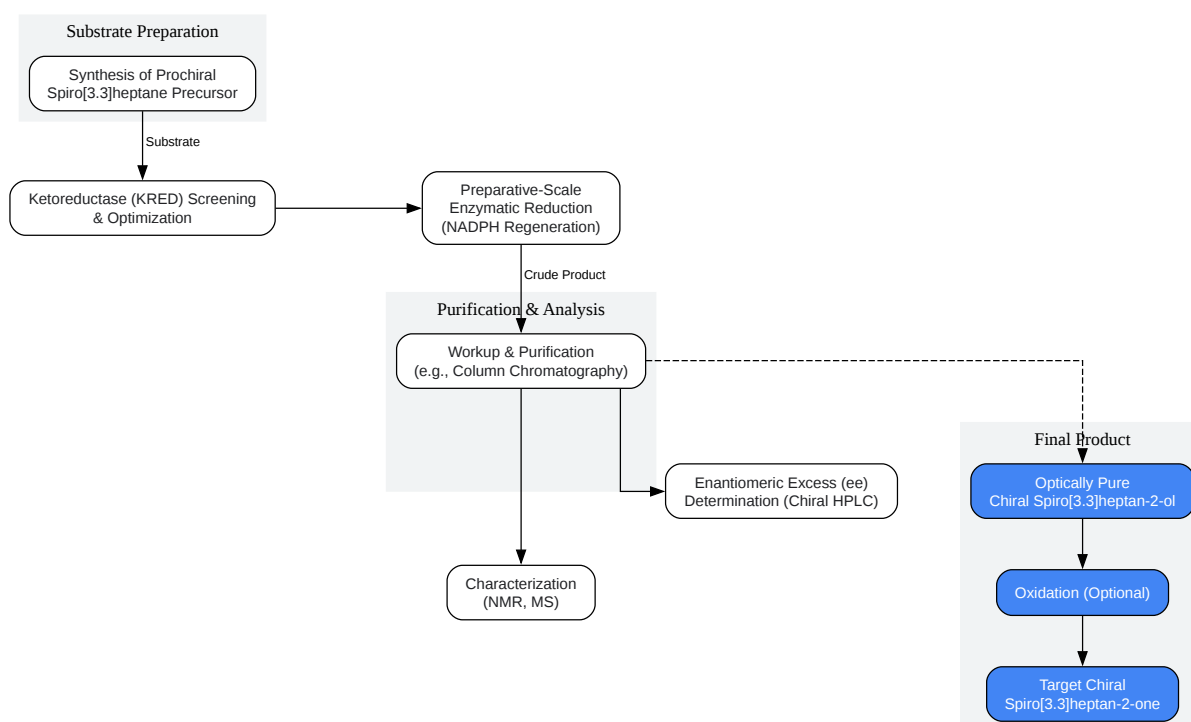 Substrate Preparation
Synthesis of Prochiral
Spiro[3.3]heptane Precursor
Substrate
Ketoreductase (KRED) Screening
& Optimization
Preparative-Scale
Enzymatic Reduction
(NADPH Regeneration)
Crude Product
Purification & Analysis
Workup & Purification
(e.g., Column Chromatography)
Enantiomeric Excess (ee)
Determination (Chiral HPLC)
Characterization
(NMR, MS)
Final Product
Optically Pure
Chiral Spiro[3.3]heptan-2-ol
Oxidation (Optional)
Target Chiral
Spiro[3.3]heptan-2-one